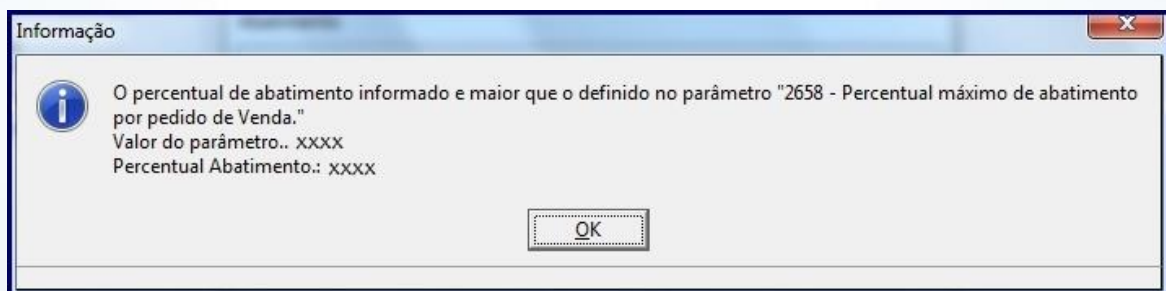 Informação
O percentual de abatimento informado e maior que o definido no parâmetro "2658 - Percentual máximo de abatimento
por pedido de Venda."
Valor do parâmetro.. xxxx
Percentual Abatimento.: xxxx
OK